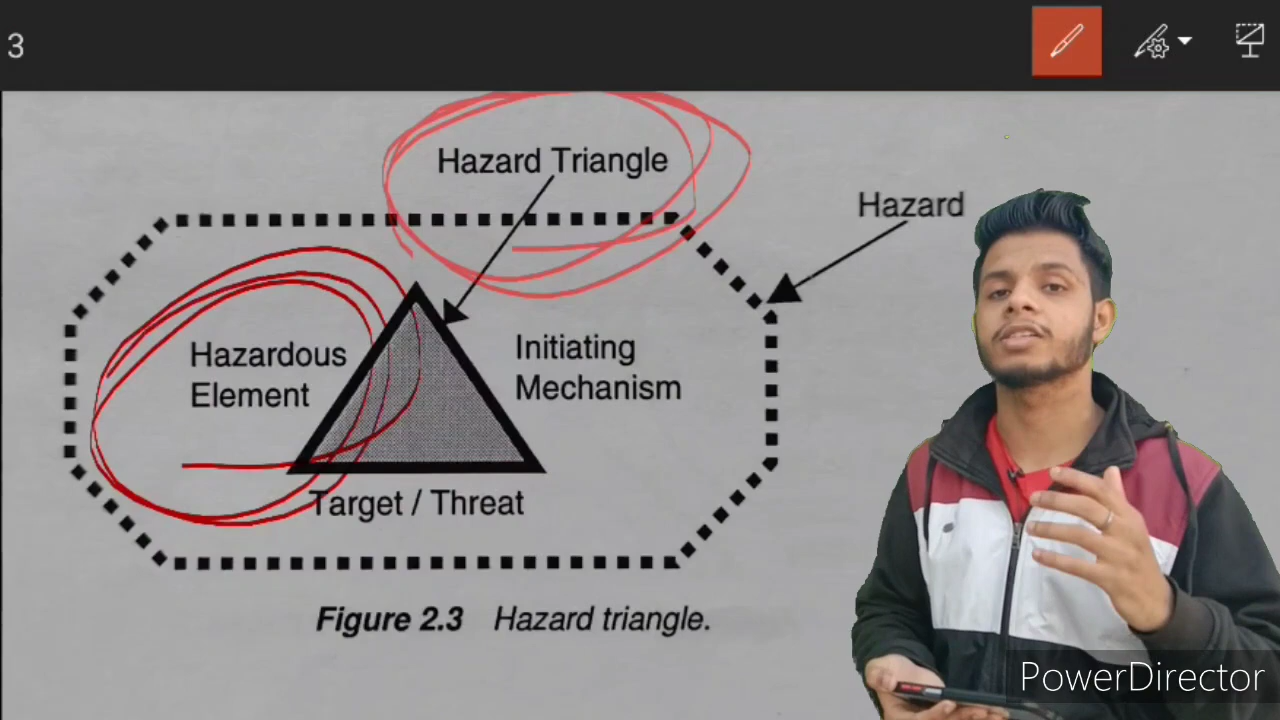 3
Hazard Triangle
Hazard
Hazardous
Element
Initiating
Mechanism
Target / Threat
Figure 2.3 Hazard triangle.
PowerDirector